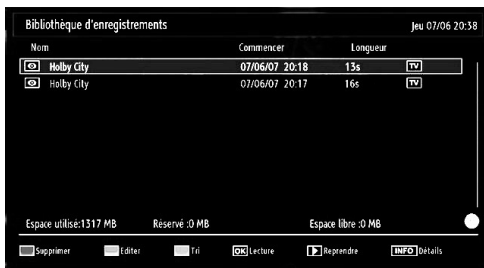 Bibliothèque d'enregistrements Jeu 07/06 20:38
Nom Commencer Longueur
Holby City 07/06/07 20:18 13s TV
Holby City 07/06/07 20:17 16s TV
Espace utilisé:1317 MB Réservé :0 MB Espace libre :0 MB
Supprimer Editer Tri OK Lecture Reprendre INFO Détails